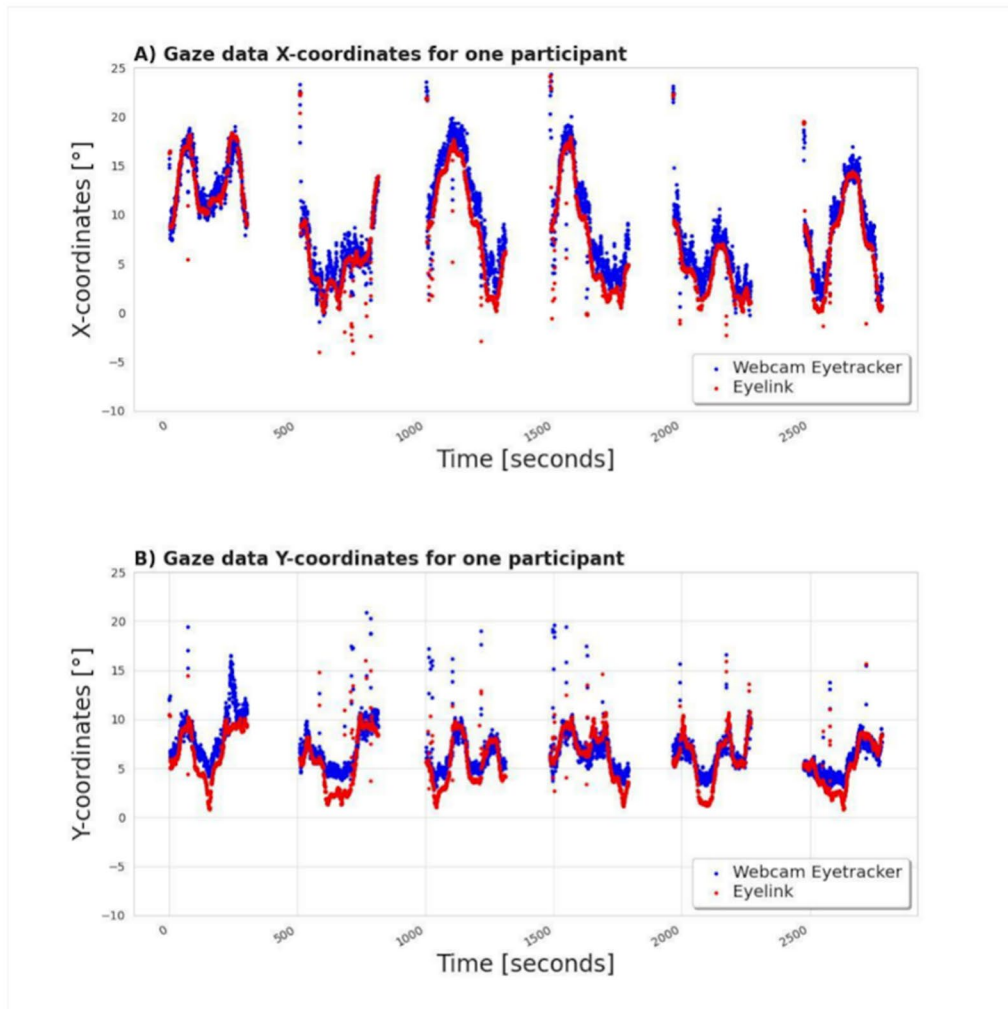 A) Gaze data X-coordinates for one participant
25
20
15
10
5
0
−5
−10
X-coordinates [°]
0
500
1000
1500
2000
2500
Time [seconds]
Webcam Eyetracker
Eyelink
B) Gaze data Y-coordinates for one participant
25
20
15
10
5
0
−5
−10
Y-coordinates [°]
0
500
1000
1500
2000
2500
Time [seconds]
Webcam Eyetracker
Eyelink